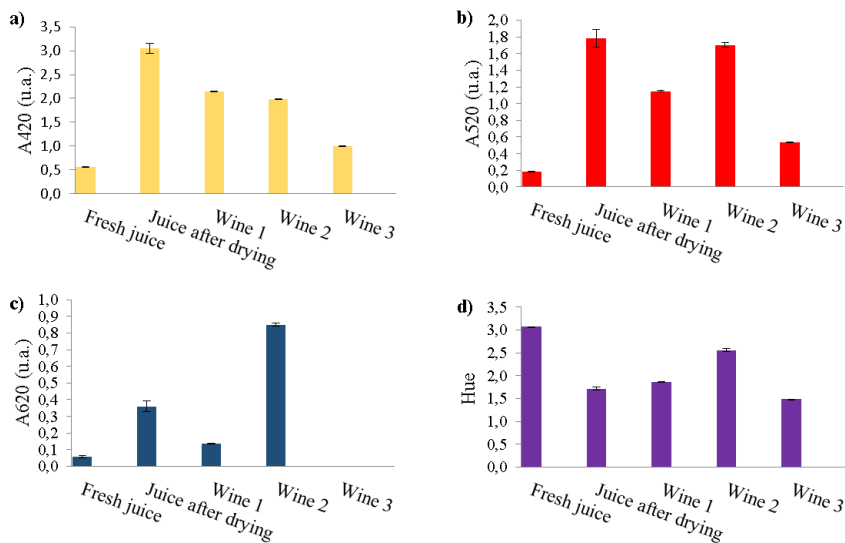 a)
A420 (u.a.)
3,5
3,0
2,5
2,0
1,5
1,0
0,5
0,0
Fresh juice
Juice after drying
Wine 1
Wine 2
Wine 3
b)
A520 (u.a.)
1,8
1,6
1,4
1,2
1,0
0,8
0,6
0,4
0,2
0,0
Fresh juice
Juice after drying
Wine 1
Wine 2
Wine 3
c)
A620 (u.a.)
1,0
0,9
0,8
0,7
0,6
0,5
0,4
0,3
0,2
0,1
0,0
Fresh juice
Juice after drying
Wine 1
Wine 2
Wine 3
d)
Hue
3,5
3,0
2,5
2,0
1,5
1,0
0,5
0,0
Fresh juice
Juice after drying
Wine 1
Wine 2
Wine 3